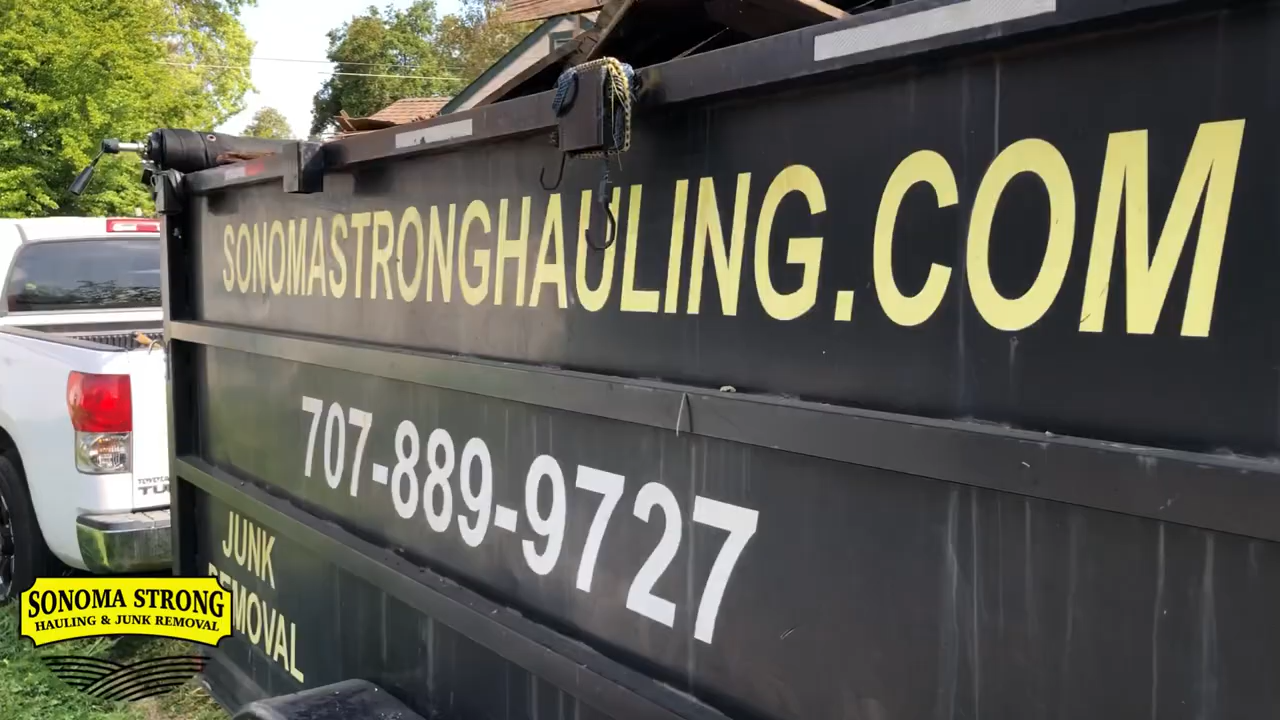 SONOMASTRONGHAULING.COM
707-889-9727
JUNK
REMOVAL
SONOMA STRONG
HAULING & JUNK REMOVAL